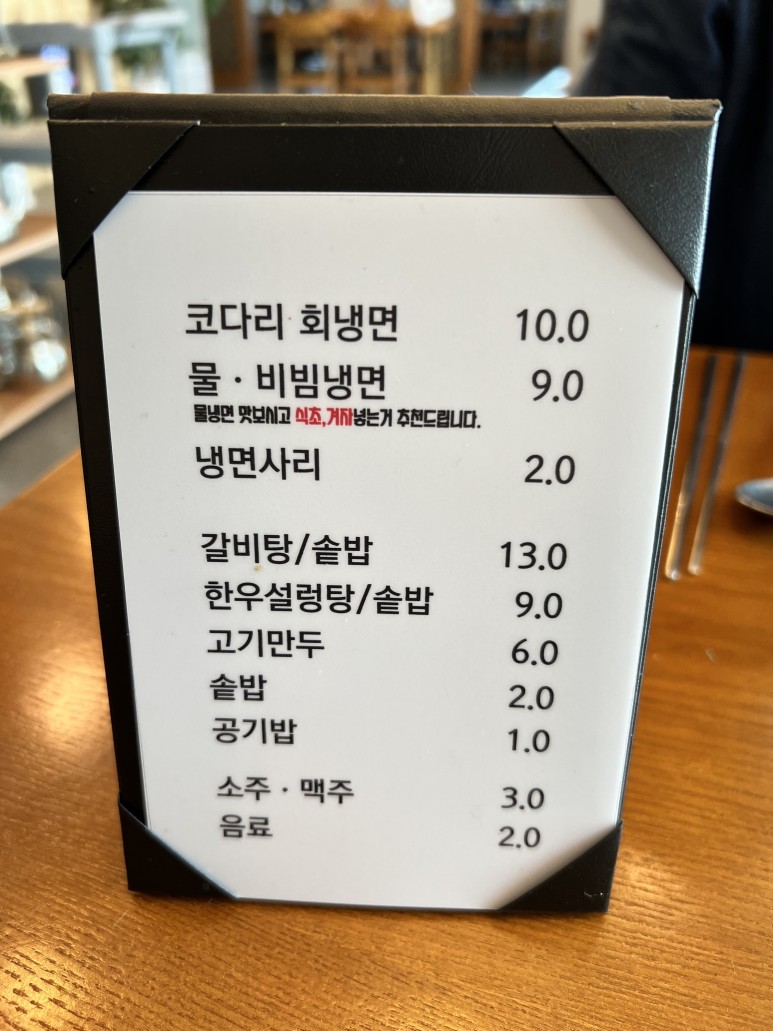 코다리 회냉면 10.0
물 · 비빔냉면 9.0
물냉면 맛보시고 식초,겨자넣는거 추천드립니다.
냉면사리 2.0
갈비탕/솥밥 13.0
한우설렁탕/솥밥 9.0
고기만두 6.0
솥밥 2.0
공기밥 1.0
소주 · 맥주 3.0
음료 2.0